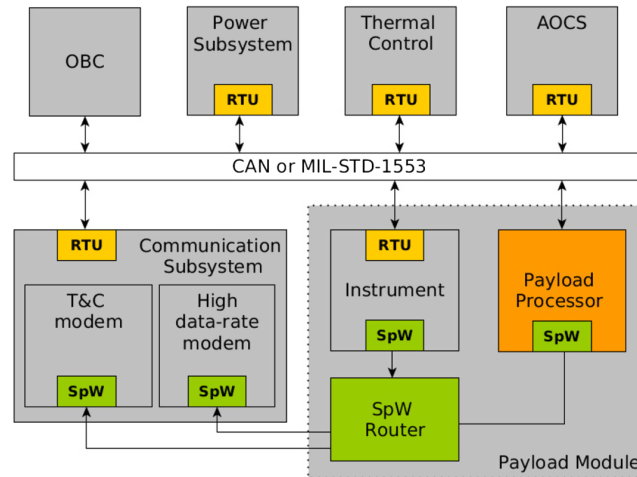 OBC
Power
Subsystem
RTU
Thermal
Control
RTU
AOCS
RTU
CAN or MIL-STD-1553
RTU
Communication
Subsystem
T&C
modem
SpW
High
data-rate
modem
SpW
RTU
Instrument
SpW
Payload
Processor
SpW
SpW
Router
Payload Module